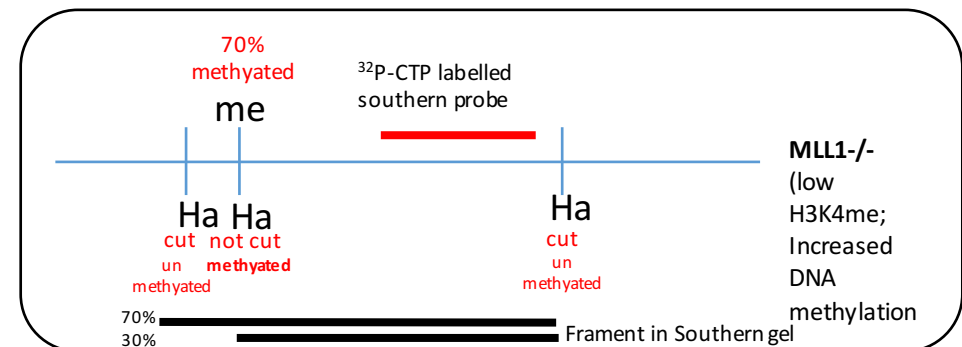 70%
methyated
me
³²P-CTP labelled
southern probe
Ha Ha
cut not cut
un methyated
methyated
Ha
cut
un
methyated
MLL1-/-
(low
H3K4me;
Increased
DNA
methylation
70%
30%
Frament in Southern gel